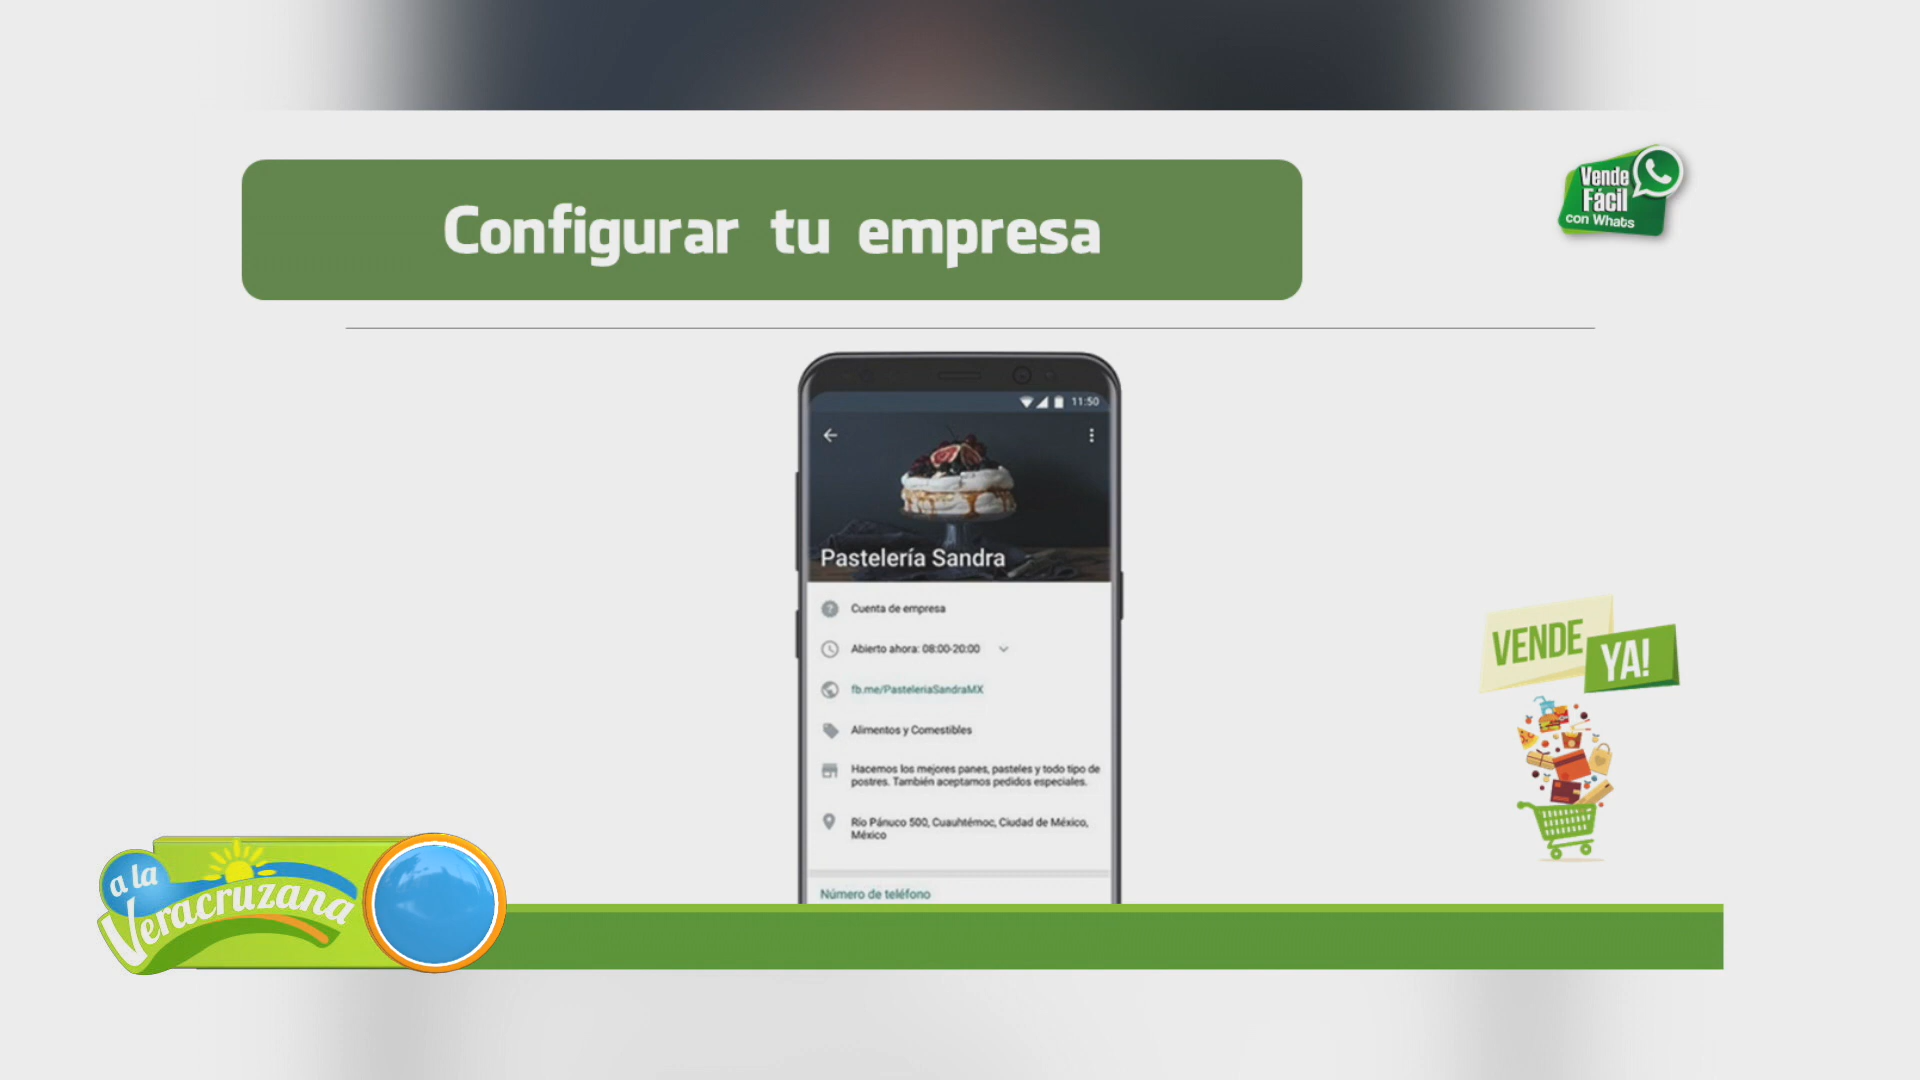 Configurar tu empresa
Vende
Fácil
con Whats
11:50
Pastelería Sandra
Cuenta de empresa
Abierto ahora: 08:00-20:00
fb.me/PasteleriaSandraMX
Alimentos y Comestibles
Hacemos los mejores panes, pasteles y todo tipo de
postres. También aceptamos pedidos especiales.
Río Pánuco 500, Cuauhtémoc, Ciudad de México,
México
Número de teléfono
VENDE
YA!
a la
Veracruzana